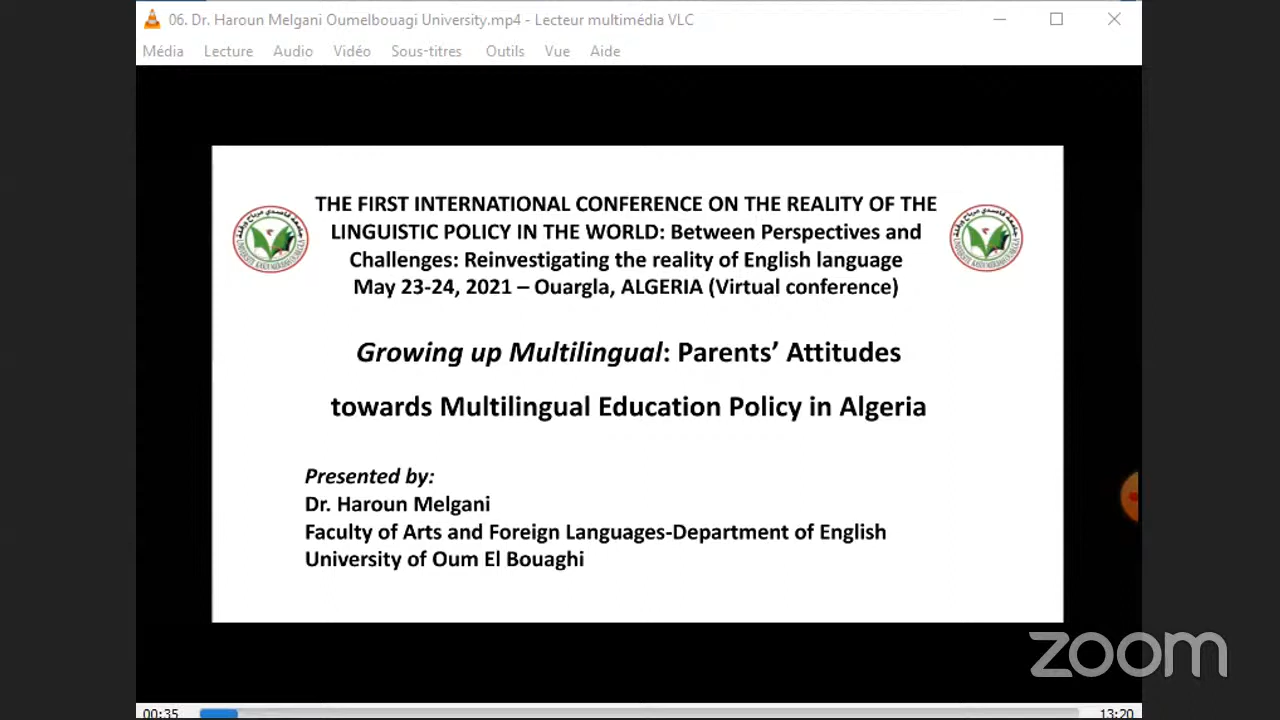 06. Dr. Haroun Melgani Oumelbouagi University.mp4 - Lecteur multimédia VLC
Média Lecture Audio Vidéo Sous-titres Outils Vue Aide
THE FIRST INTERNATIONAL CONFERENCE ON THE REALITY OF THE
LINGUISTIC POLICY IN THE WORLD: Between Perspectives and
Challenges: Reinvestigating the reality of English language
May 23-24, 2021 – Ouargla, ALGERIA (Virtual conference)
Growing up Multilingual: Parents’ Attitudes
towards Multilingual Education Policy in Algeria
Presented by:
Dr. Haroun Melgani
Faculty of Arts and Foreign Languages-Department of English
University of Oum El Bouaghi
zoom
00:35 13:20